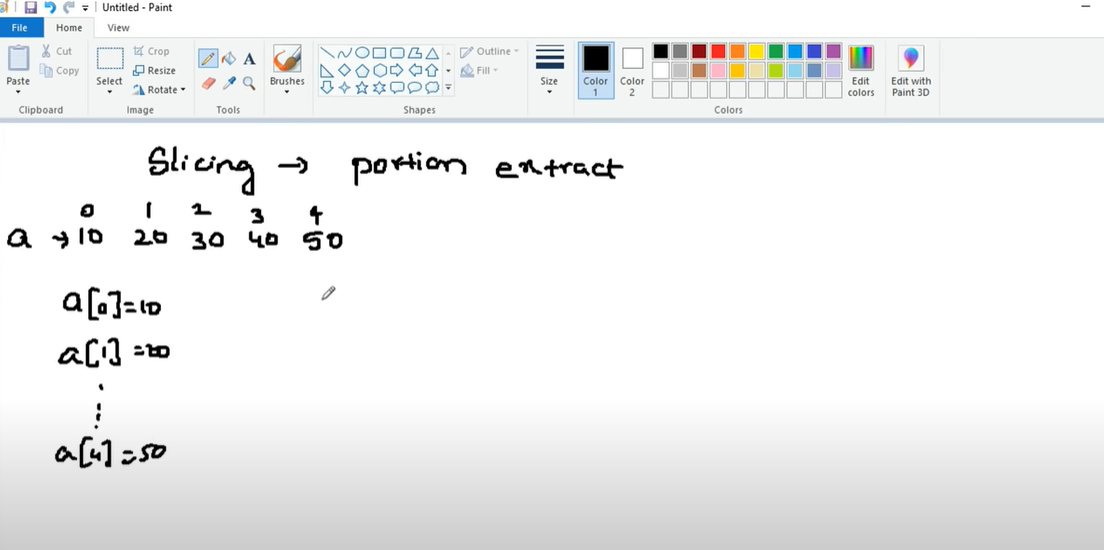 Untitled - Paint
File Home View
Paste Cut Copy Clipboard
Select Crop Resize Rotate Image
A Tools
Brushes
Shapes Outline Fill
Size
Color 1 Color 2 Colors
Edit colors
Edit with Paint 3D
Slicing → portion extract
0 1 2 3 4
a → 10 20 30 40 50
a[0]=10
a[1]=20
a[4]=50